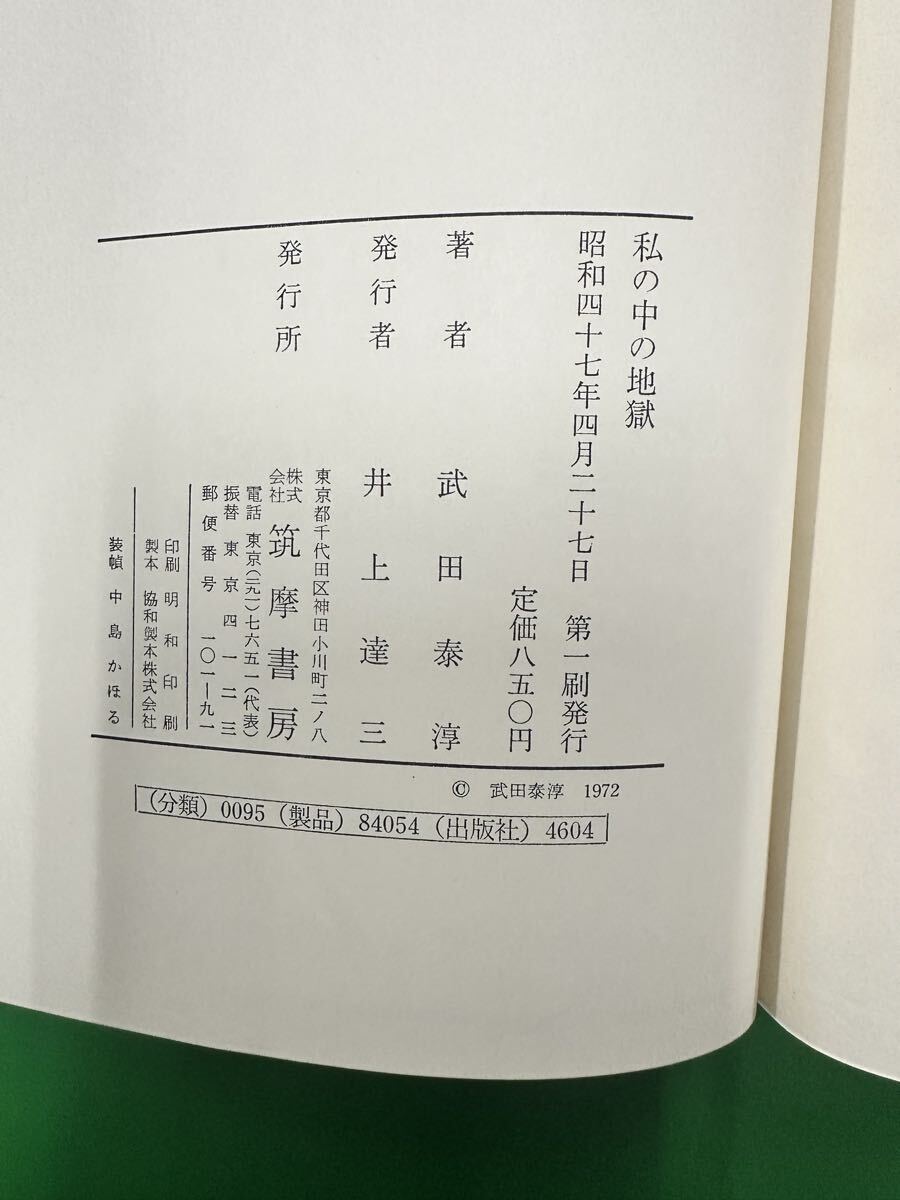 私の中の地獄
昭和四十七年四月二十七日　第一刷発行
定価八五〇円
著者　武田泰淳
発行者　井上達三
発行所　株式会社　筑摩書房
東京都千代田区神田小川町二ノ八
電話　東京(二九一)七六五一(代表)
振替　東京四一二三
郵便番号　一〇一―九一
印刷　明和印刷
製本　協和製本株式会社
装幀　中島かほる
© 武田泰淳 1972
(分類) 0095 (製品) 84054 (出版社) 4604